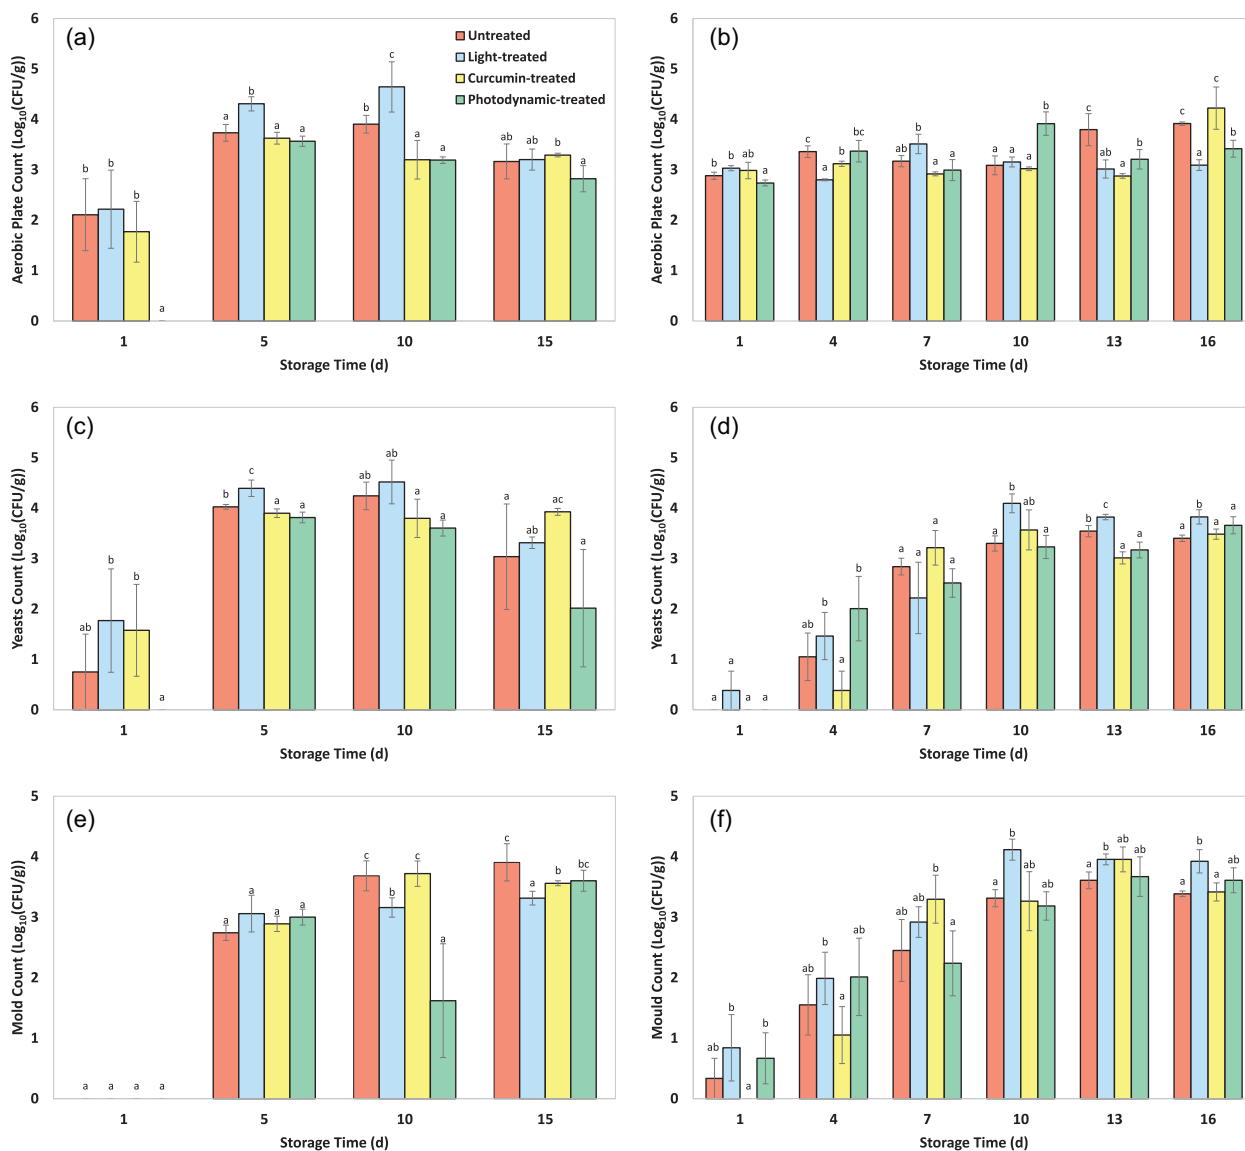 (a)
Aerobic Plate Count (Log10(CFU/g))
6
5
4
3
2
1
0
Untreated
Light-treated
Curcumin-treated
Photodynamic-treated
b b b a
a b a a
b c a a
ab ab b a
1 5 10 15
Storage Time (d)
(b)
Aerobic Plate Count (Log10(CFU/g))
6
5
4
3
2
1
0
b b ab a
c a b bc
ab b a a
a a a b
c ab a b
c a c b
1 4 7 10 13 16
Storage Time (d)
(c)
Yeasts Count (Log10(CFU/g))
6
5
4
3
2
1
0
ab b b a
b c a a
ab ab a a
a ab ac a
1 5 10 15
Storage Time (d)
(d)
Yeasts Count (Log10(CFU/g))
6
5
4
3
2
1
0
a a a a
ab b a b
a a a a
a b ab a
b c a a
a b a a
1 4 7 10 13 16
Storage Time (d)
(e)
Mold Count (Log10(CFU/g))
5
4
3
2
1
0
a a a a
a a a a
c b c a
c a b bc
1 5 10 15
Storage Time (d)
(f)
Mould Count (Log10(CFU/g))
5
4
3
2
1
0
ab b a b
ab b a ab
ab ab b a
a b ab ab
a b ab ab
a b a ab
1 4 7 10 13 16
Storage Time (d)